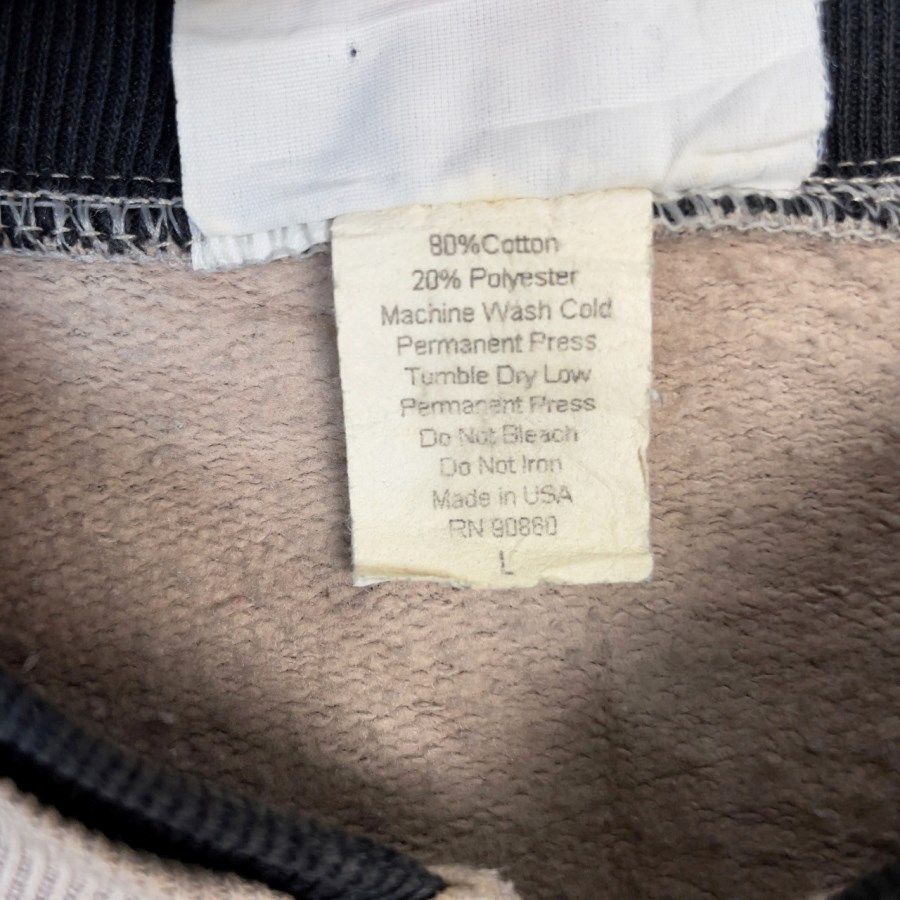 80%Cotton
20% Polyester
Machine Wash Cold
Permanent Press
Tumble Dry Low
Permanent Press
Do Not Bleach
Do Not Iron
Made in USA
RN 90860
L